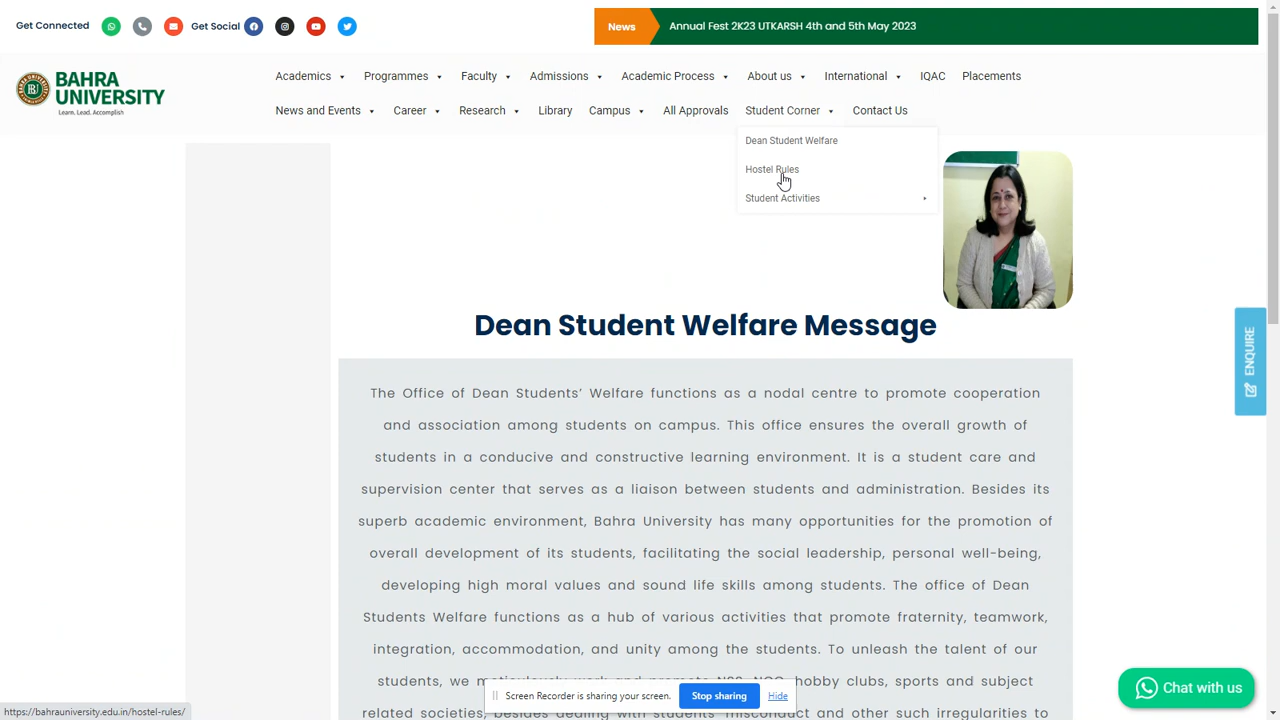 Get Connected
Get Social
News
Annual Fest 2K23 UTKARSH 4th and 5th May 2023
BAHRA
UNIVERSITY
Learn. Lead. Accomplish
Academics Programmes Faculty Admissions Academic Process About us International IQAC Placements
News and Events Career Research Library Campus All Approvals Student Corner Contact Us
Dean Student Welfare
Hostel Rules
Student Activities
Dean Student Welfare Message
The Office of Dean Students’ Welfare functions as a nodal centre to promote cooperation
and association among students on campus. This office ensures the overall growth of
students in a conducive and constructive learning environment. It is a student care and
supervision center that serves as a liaison between students and administration. Besides its
superb academic environment, Bahra University has many opportunities for the promotion of
overall development of its students, facilitating the social leadership, personal well-being,
developing high moral values and sound life skills among students. The office of Dean
Students Welfare functions as a hub of various activities that promote fraternity, teamwork,
integration, accommodation, and unity among the students. To unleash the talent of our
students, we hobby clubs, sports and subject
related societies, besides dealing with students' misconduct and other such irregularities to
ENQUIRE
Screen Recorder is sharing your screen. Stop sharing Hide
Chat with us
https://bahrauniversity.edu.in/hostel-rules/